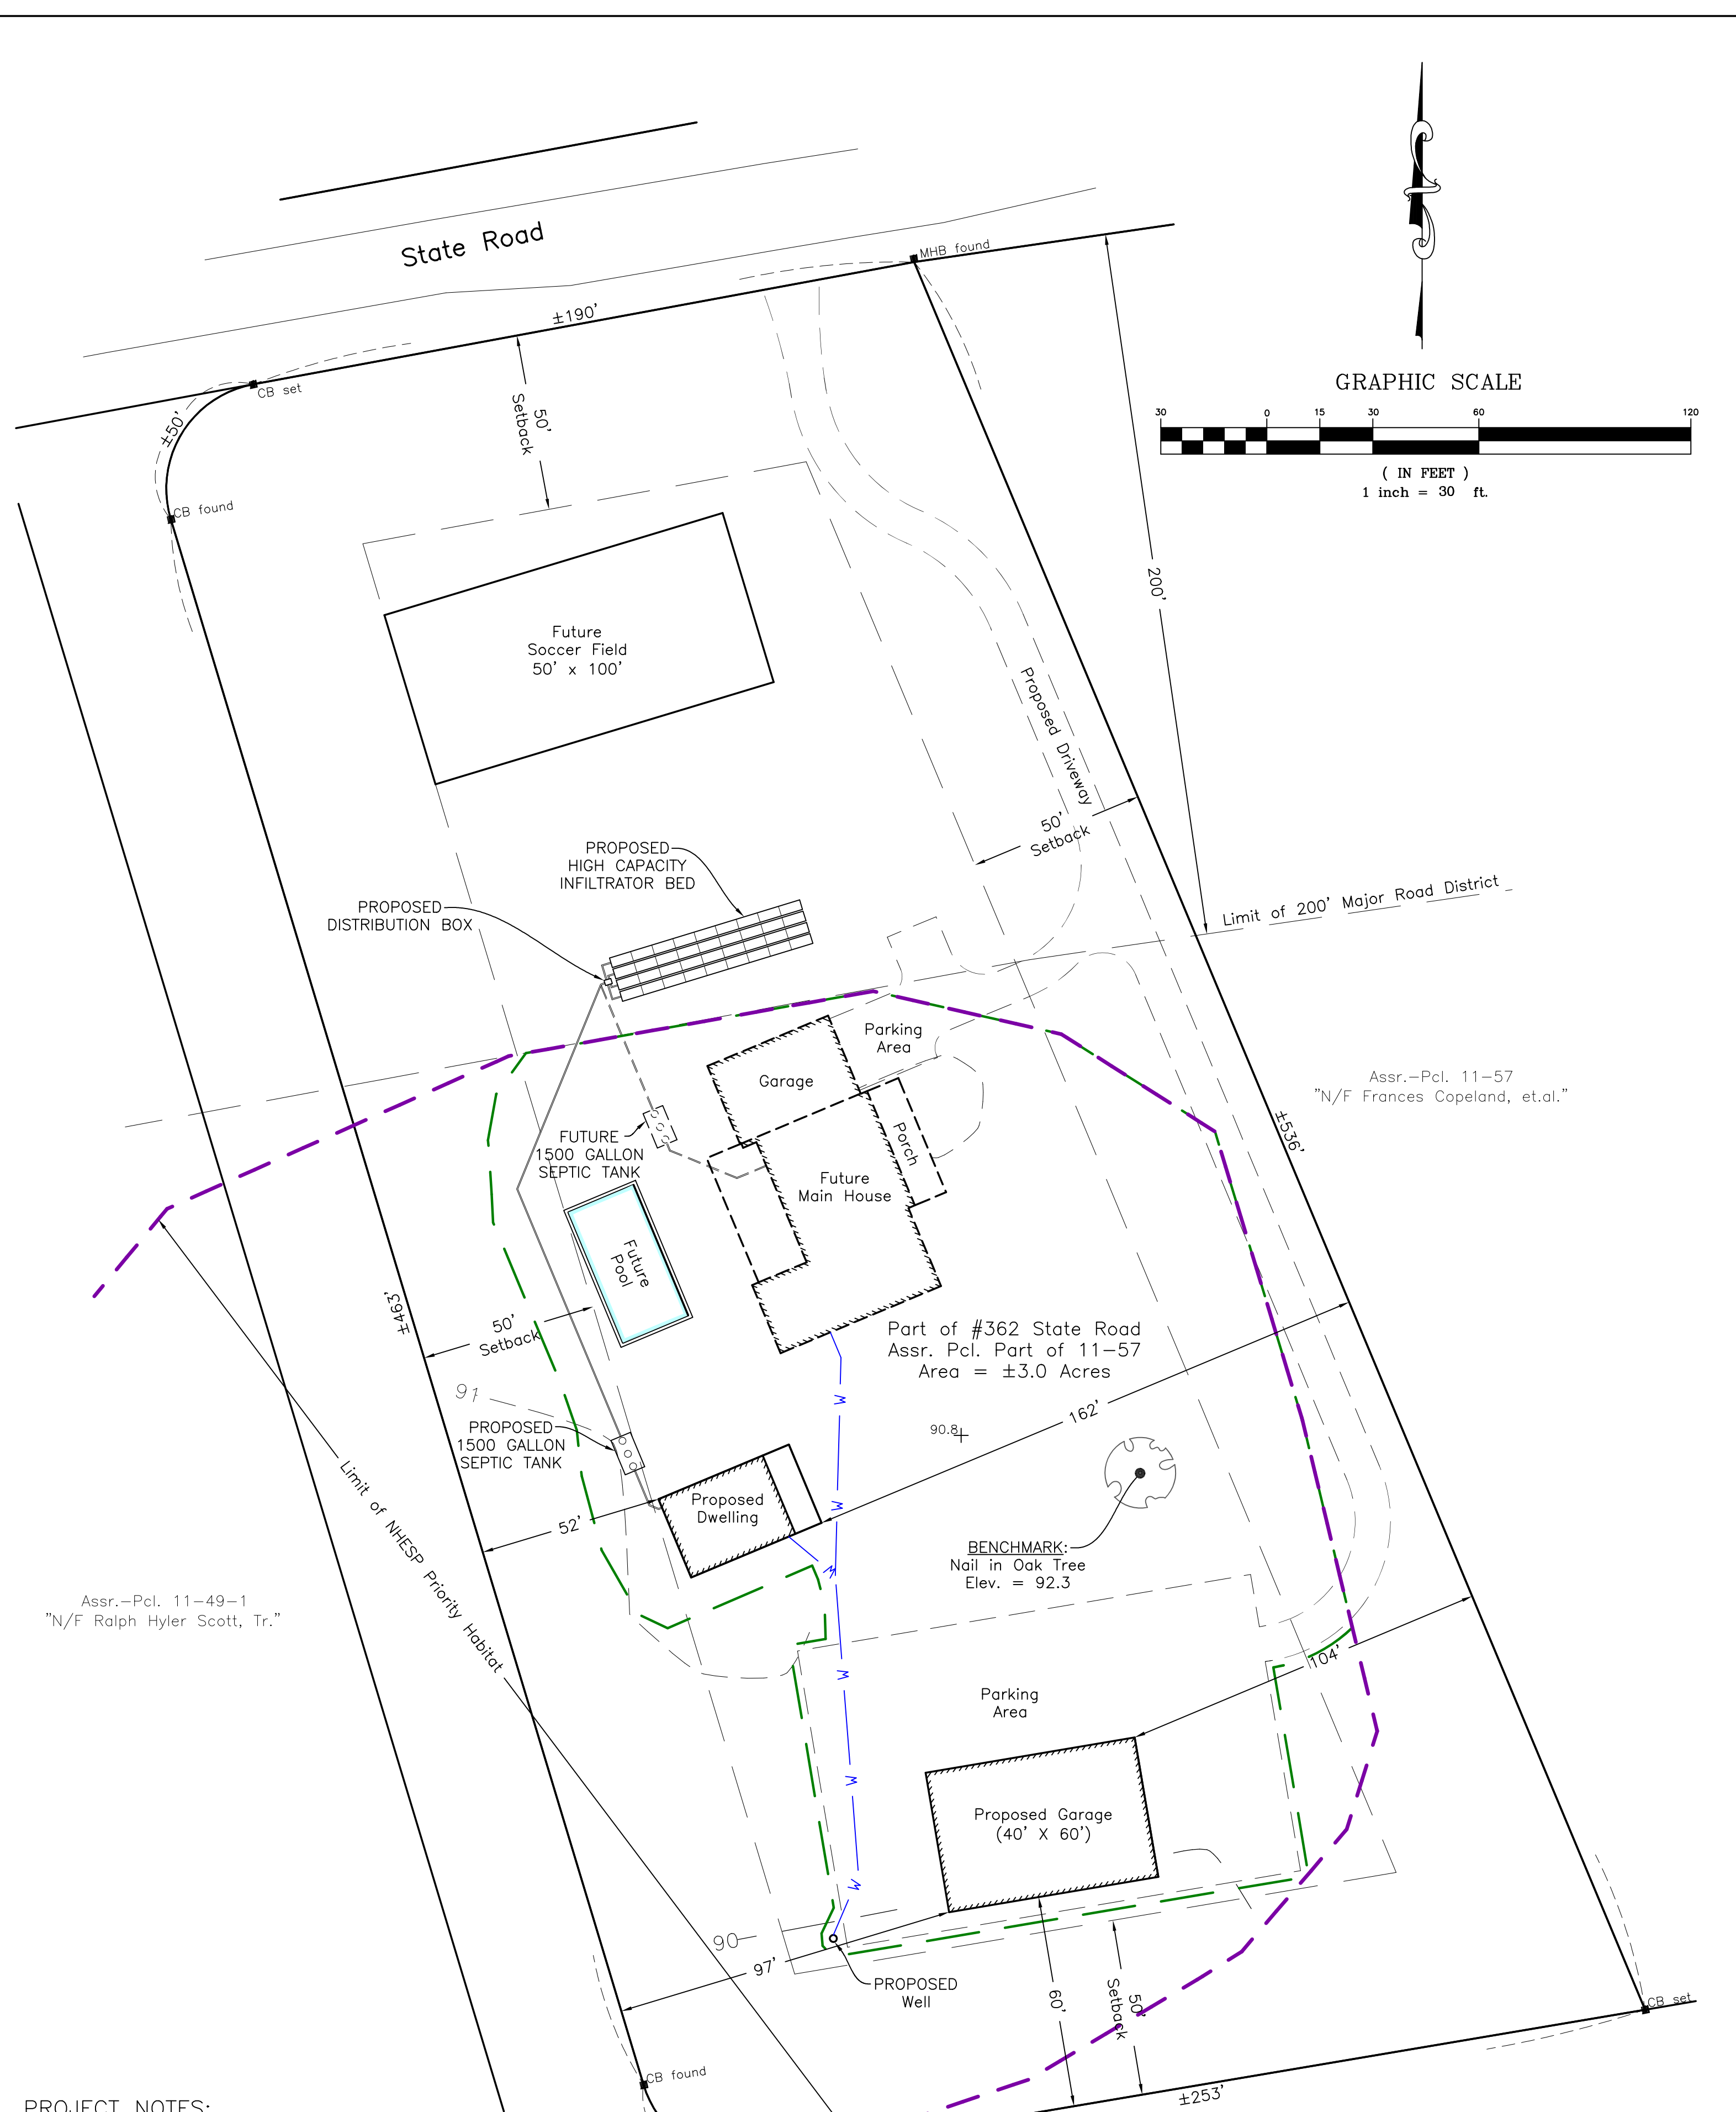 State Road
MHB found
±190'
CB set
±50'
CB found
50'
Setback
GRAPHIC SCALE
30 0 15 30 60 120
( IN FEET )
1 inch = 30 ft.
200'
Future
Soccer Field
50' x 100'
Proposed Driveway
50'
Setback
PROPOSED
HIGH CAPACITY
INFILTRATOR BED
PROPOSED
DISTRIBUTION BOX
Limit of 200' Major Road District
Parking
Area
Garage
Assr.-Pcl. 11-57
"N/F Frances Copeland, et.al."
±536'
FUTURE
1500 GALLON
SEPTIC TANK
Porch
Future
Main House
Future
Pool
±463'
50'
Setback
Part of #362 State Road
Assr. Pcl. Part of 11-57
Area = ±3.0 Acres
91
162'
90.8
W
PROPOSED
1500 GALLON
SEPTIC TANK
Proposed
Dwelling
W
52'
BENCHMARK:
Nail in Oak Tree
Elev. = 92.3
W
Limit of NHESP Priority Habitat
Assr.-Pcl. 11-49-1
"N/F Ralph Hyler Scott, Tr."
104'
W
Parking
Area
W
Proposed Garage
(40' X 60')
W
90
97'
PROPOSED
Well
60'
50'
Setback
CB set
CB found
±253'
PROJECT NOTES: